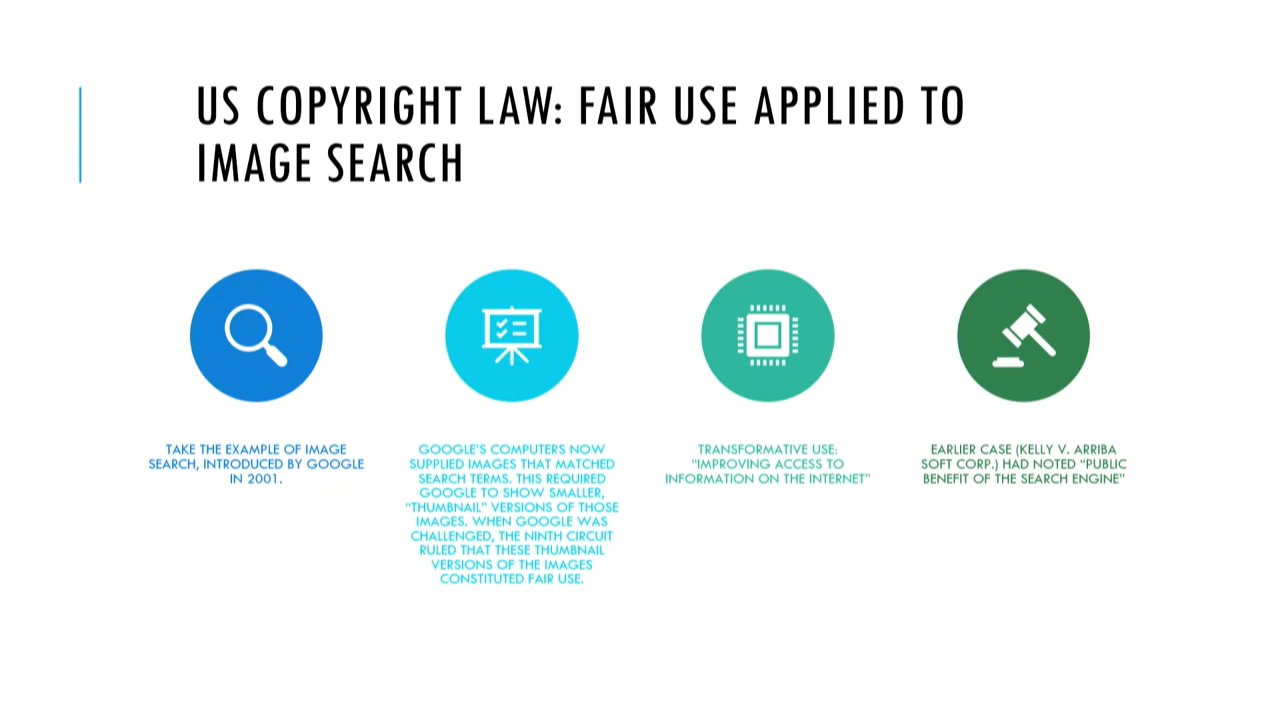 US COPYRIGHT LAW: FAIR USE APPLIED TO
IMAGE SEARCH
TAKE THE EXAMPLE OF IMAGE
SEARCH, INTRODUCED BY GOOGLE
IN 2001.
GOOGLE'S COMPUTERS NOW
SUPPLIED IMAGES THAT MATCHED
SEARCH TERMS. THIS REQUIRED
GOOGLE TO SHOW SMALLER,
“THUMBNAIL” VERSIONS OF THOSE
IMAGES. WHEN GOOGLE WAS
CHALLENGED, THE NINTH CIRCUIT
RULED THAT THESE THUMBNAIL
VERSIONS OF THE IMAGES
CONSTITUTED FAIR USE.
TRANSFORMATIVE USE:
“IMPROVING ACCESS TO
INFORMATION ON THE INTERNET”
EARLIER CASE (KELLY V. ARRIBA
SOFT CORP.) HAD NOTED “PUBLIC
BENEFIT OF THE SEARCH ENGINE”